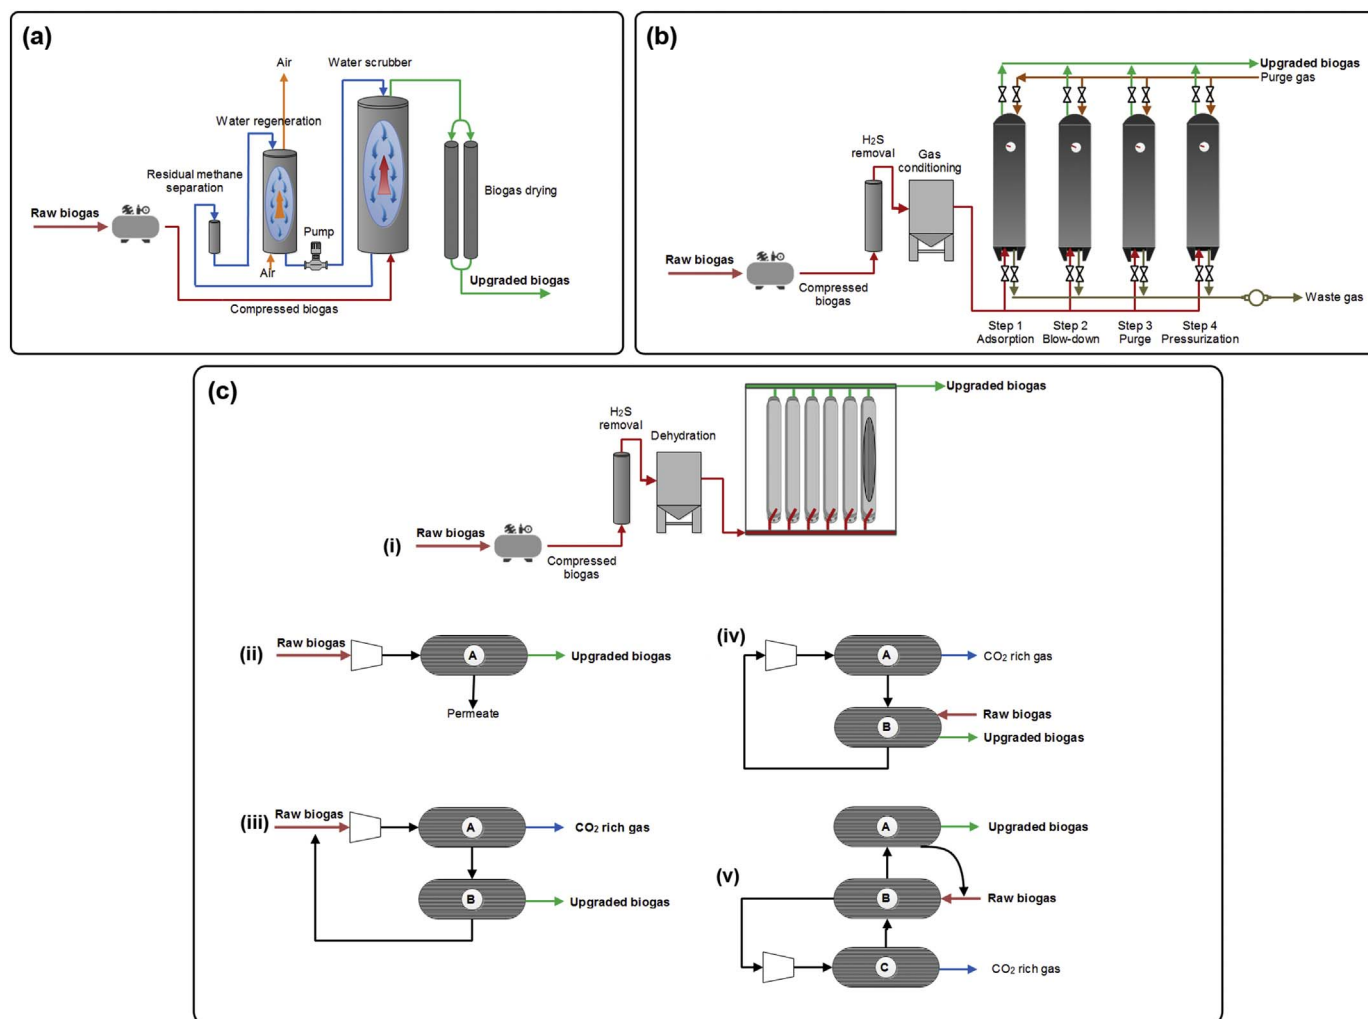 (a)
Air
Water scrubber
Water regeneration
Residual methane
separation
Biogas drying
Raw biogas
Pump
Air
Upgraded biogas
Compressed biogas
(b)
Upgraded biogas
Purge gas
H2S
removal
Gas
conditioning
Raw biogas
Compressed
biogas
Waste gas
Step 1
Adsorption
Step 2
Blow-down
Step 3
Purge
Step 4
Pressurization
(c)
Upgraded biogas
H2S
removal
Dehydration
(i)
Raw biogas
Compressed
biogas
(ii)
Raw biogas
A
Upgraded biogas
Permeate
(iv)
A
CO2 rich gas
B
Raw biogas
Upgraded biogas
(iii)
Raw biogas
A
CO2 rich gas
B
Upgraded biogas
(v)
A
Upgraded biogas
B
Raw biogas
C
CO2 rich gas